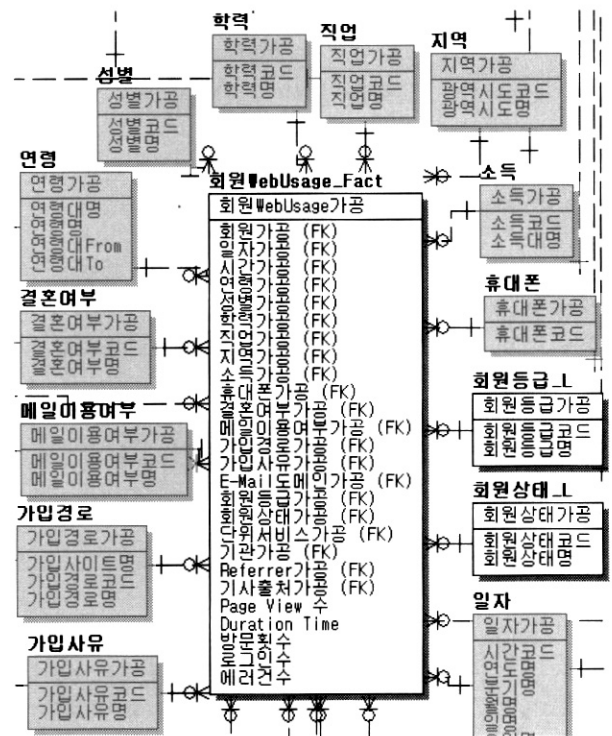 학력
학력가공
학력코드
학력명
직업
직업가공
직업코드
직업명
지역
지역가공
광역시도코드
광역시도명
성별
성별가공
성별코드
성별명
연령
연령가공
연령대명
연령명
연령대From
연령대To
결혼여부
결혼여부가공
결혼여부코드
결혼여부명
메일이용여부
메일이용여부가공
메일이용여부코드
메일이용여부명
가입경로
가입경로가공
가입사이트명
가입경로코드
가입경로명
가입사유
가입사유가공
가입사유코드
가입사유명
회원WebUsage_Fact
회원WebUsage가공
회원가공 (FK)
일자가공 (FK)
시간가공 (FK)
연령가공 (FK)
성별가공 (FK)
학력가공 (FK)
직업가공 (FK)
지역가공 (FK)
소득가공 (FK)
휴대폰가공 (FK)
결혼여부가공 (FK)
메일이용여부가공 (FK)
가입경로가공 (FK)
가입사유가공 (FK)
E-Mail도메인가공 (FK)
회원등급가공 (FK)
회원상태가공 (FK)
단위서비스가공 (FK)
기관가공 (FK)
Referrer가공 (FK)
기사출처가공 (FK)
Page View 수
Duration Time
방문횟수
로그인수
에러건수
소득
소득가공
소득코드
소득대명
휴대폰
휴대폰가공
휴대폰코드
회원등급_L
회원등급가공
회원등급코드
회원등급명
회원상태_L
회원상태가공
회원상태코드
회원상태명
일자
일자가공
시간코드
연도명
분기명
월명
일명